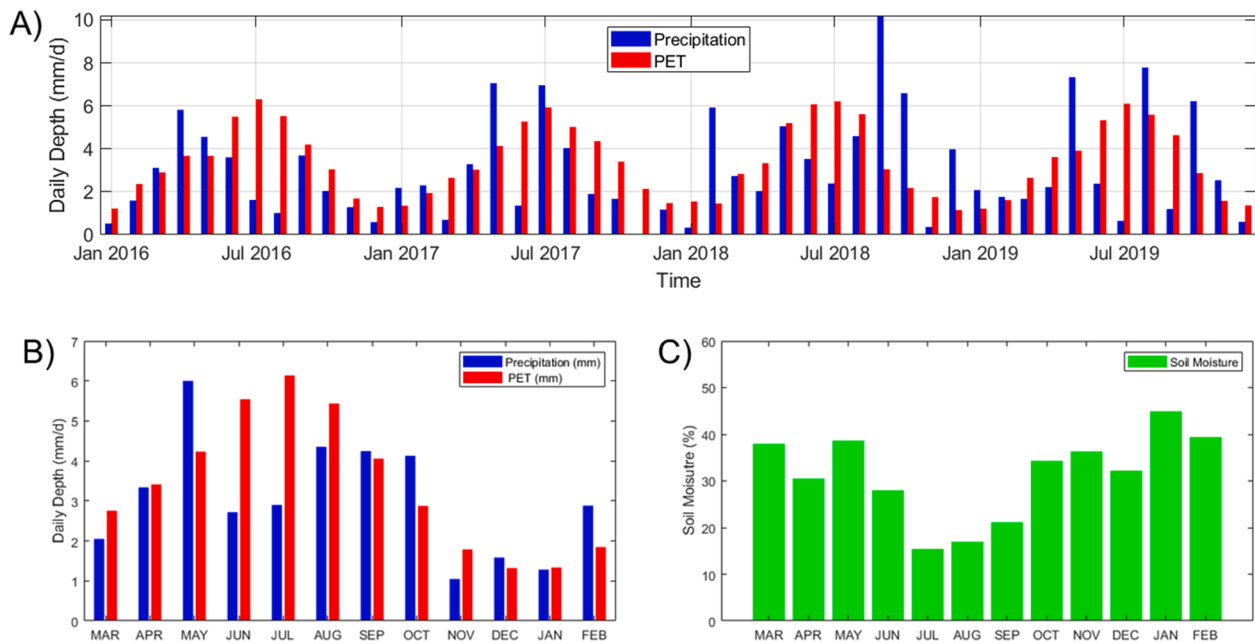 A)
Daily Depth (mm/d)
10
8
6
4
2
0
Precipitation
PET
Jan 2016 Jul 2016 Jan 2017 Jul 2017 Jan 2018 Jul 2018 Jan 2019 Jul 2019
Time
B)
Daily Depth (mm/d)
7
6
5
4
3
2
1
0
Precipitation (mm)
PET (mm)
MAR APR MAY JUN JUL AUG SEP OCT NOV DEC JAN FEB
C)
Soil Moisutre (%)
60
50
40
30
20
10
0
Soil Moisture
MAR APR MAY JUN JUL AUG SEP OCT NOV DEC JAN FEB